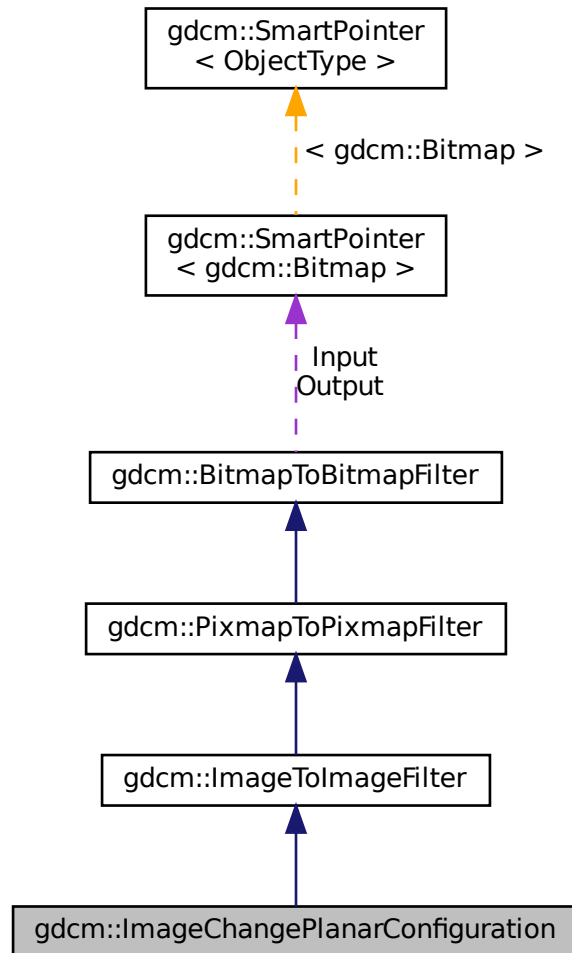 gdcm::SmartPointer
< ObjectType >
< gdcm::Bitmap >
gdcm::SmartPointer
< gdcm::Bitmap >
Input
Output
gdcm::BitmapToBitmapFilter
gdcm::PixmapToPixmapFilter
gdcm::ImageToImageFilter
gdcm::ImageChangePlanarConfiguration